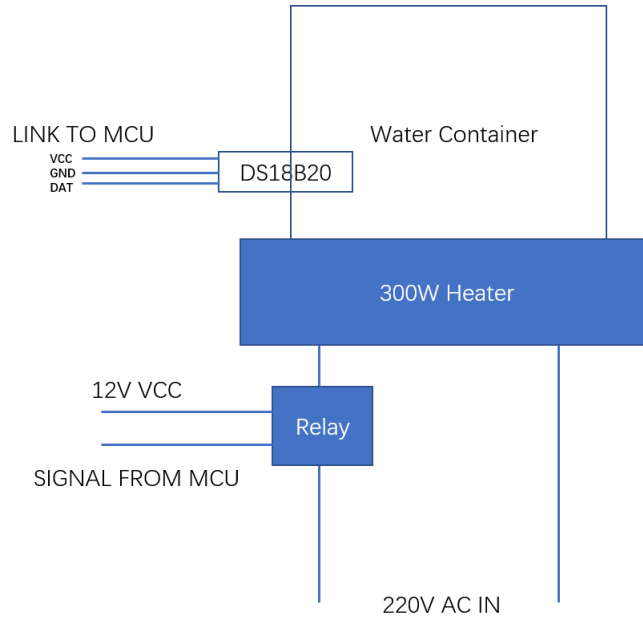 LINK TO MCU
Water Container
VCC
GND
DAT
DS18B20
300W Heater
12V VCC
Relay
SIGNAL FROM MCU
220V AC IN